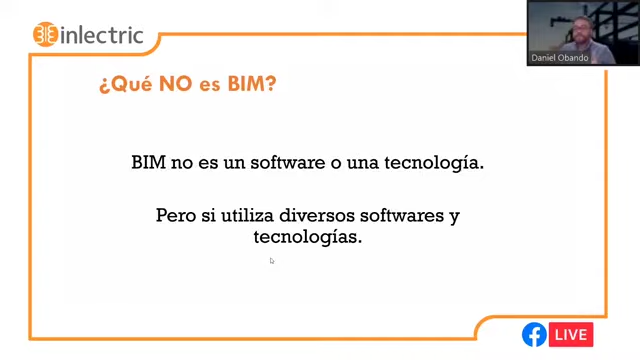 inlectric
Daniel Obando
¿Qué NO es BIM?
BIM no es un software o una tecnología.
Pero si utiliza diversos softwares y
tecnologías.
LIVE